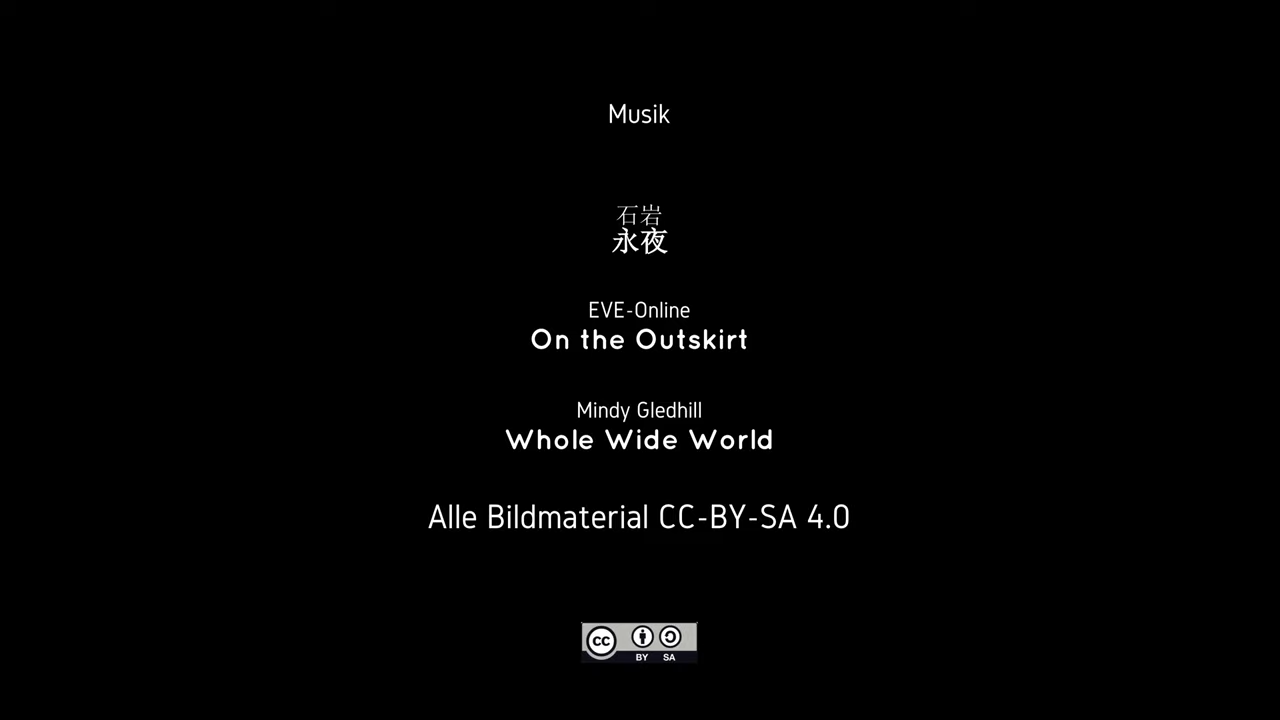 Musik
石岩
永夜
EVE-Online
On the Outskirt
Mindy Gledhill
Whole Wide World
Alle Bildmaterial CC-BY-SA 4.0
cc
BY SA